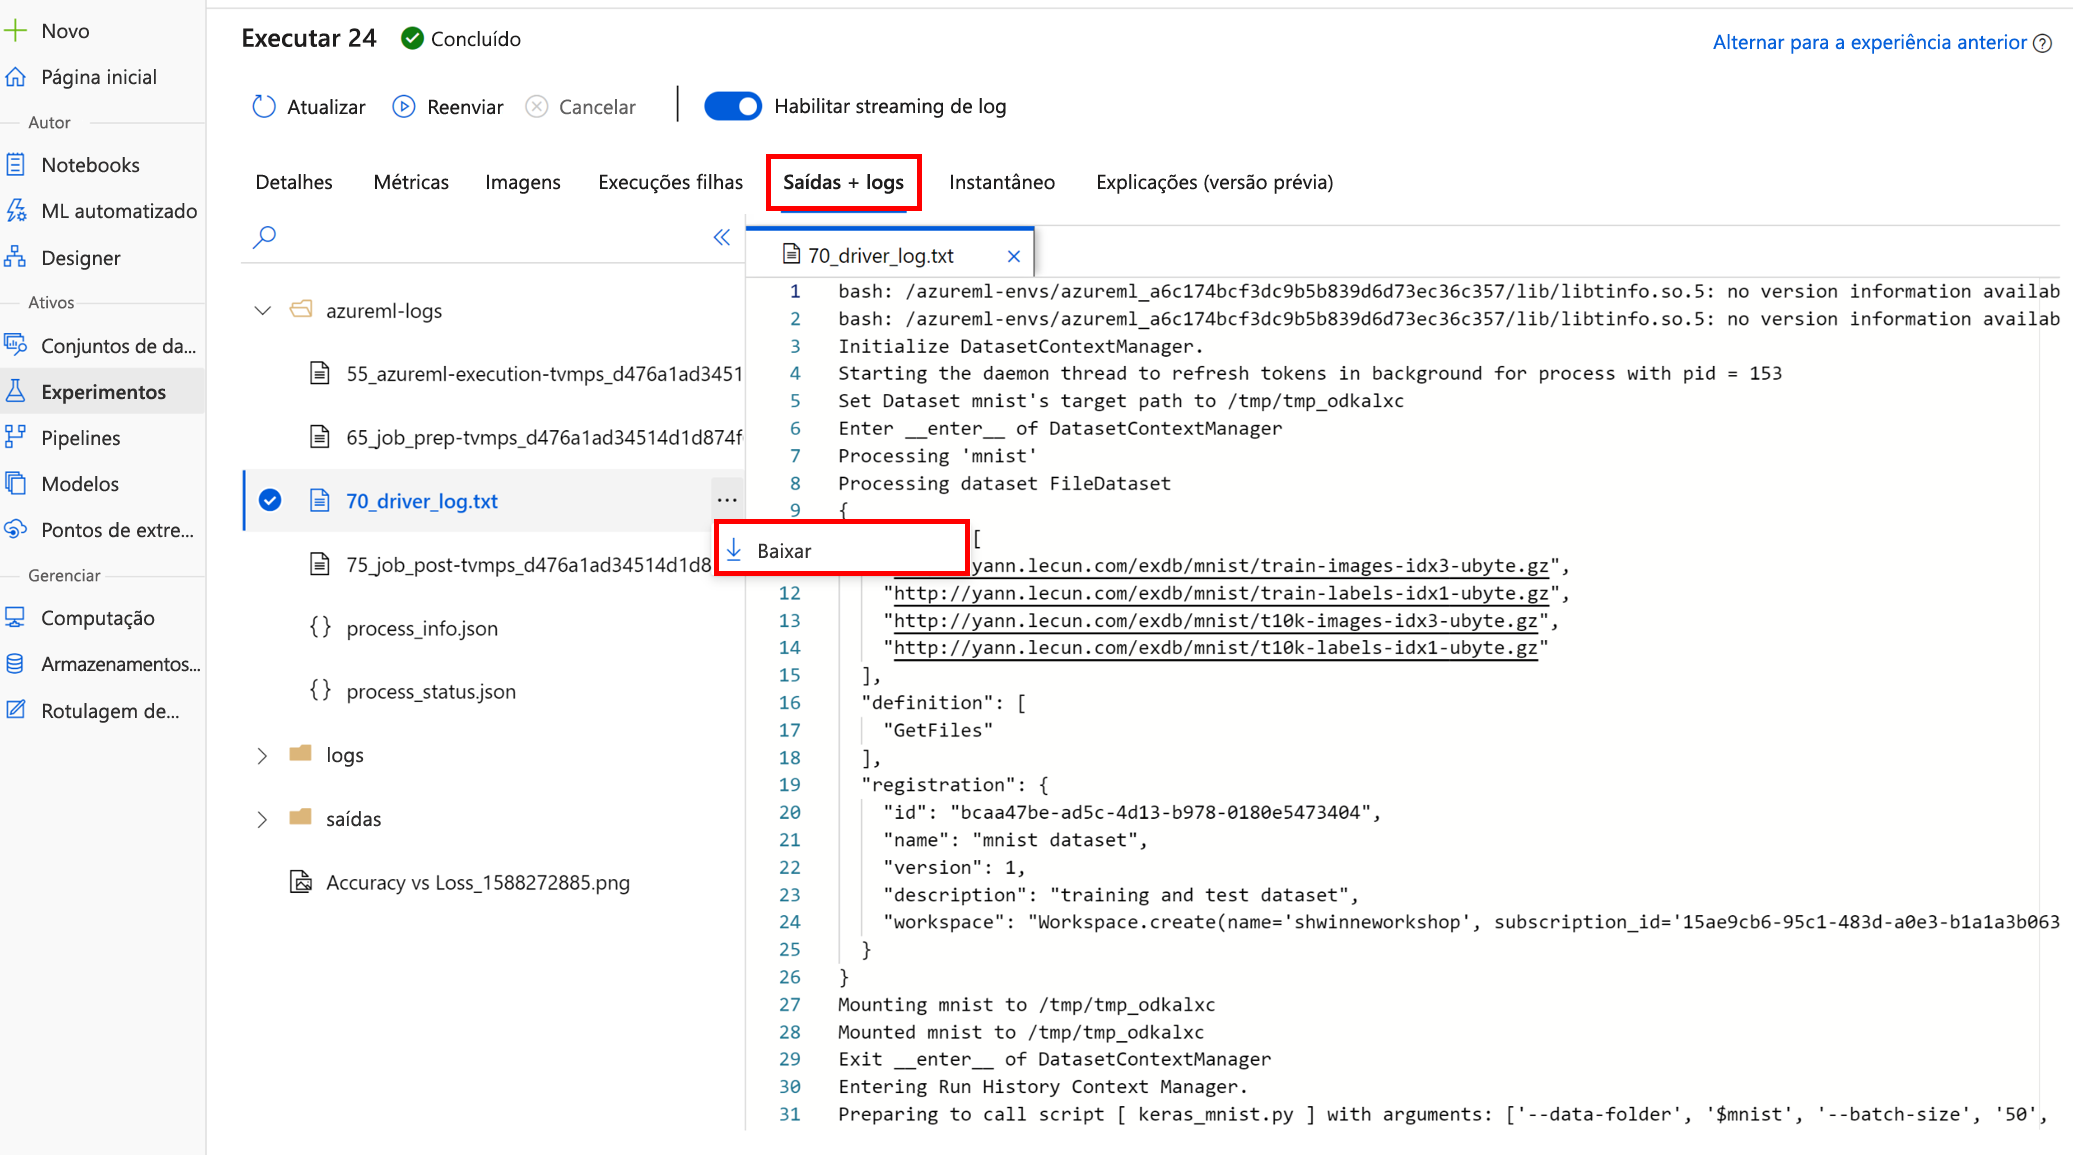 Novo
Página inicial
Autor
Notebooks
ML automatizado
Designer
Ativos
Conjuntos de da...
Experimentos
Pipelines
Modelos
Pontos de extre...
Gerenciar
Computação
Armazenamentos...
Rotulagem de...
Executar 24 Concluído
Alternar para a experiência anterior ?
Atualizar Reenviar Cancelar Habilitar streaming de log
Detalhes Métricas Imagens Execuções filhas Saídas + logs Instantâneo Explicações (versão prévia)
azureml-logs
55_azureml-execution-tvmps_d476a1ad3451
65_job_prep-tvmps_d476a1ad34514d1d874f
70_driver_log.txt ...
Baixar
75_job_post-tvmps_d476a1ad34514d1d8
{} process_info.json
{} process_status.json
logs
saídas
Accuracy vs Loss_1588272885.png
70_driver_log.txt ×
1 bash: /azureml-envs/azureml_a6c174bcf3dc9b5b839d6d73ec36c357/lib/libtinfo.so.5: no version information availab
2 bash: /azureml-envs/azureml_a6c174bcf3dc9b5b839d6d73ec36c357/lib/libtinfo.so.5: no version information availab
3 Initialize DatasetContextManager.
4 Starting the daemon thread to refresh tokens in background for process with pid = 153
5 Set Dataset mnist's target path to /tmp/tmp_odkalxc
6 Enter __enter__ of DatasetContextManager
7 Processing 'mnist'
8 Processing dataset FileDataset
9 {
[
yann.lecun.com/exdb/mnist/train-images-idx3-ubyte.gz",
12 "http://yann.lecun.com/exdb/mnist/train-labels-idx1-ubyte.gz",
13 "http://yann.lecun.com/exdb/mnist/t10k-images-idx3-ubyte.gz",
14 "http://yann.lecun.com/exdb/mnist/t10k-labels-idx1-ubyte.gz"
15 ],
16 "definition": [
17 "GetFiles"
18 ],
19 "registration": {
20 "id": "bcaa47be-ad5c-4d13-b978-0180e5473404",
21 "name": "mnist dataset",
22 "version": 1,
23 "description": "training and test dataset",
24 "workspace": "Workspace.create(name='shwinneworkshop', subscription_id='15ae9cb6-95c1-483d-a0e3-b1a1a3b063
25 }
26 }
27 Mounting mnist to /tmp/tmp_odkalxc
28 Mounted mnist to /tmp/tmp_odkalxc
29 Exit __enter__ of DatasetContextManager
30 Entering Run History Context Manager.
31 Preparing to call script [ keras_mnist.py ] with arguments: ['--data-folder', '$mnist', '--batch-size', '50',